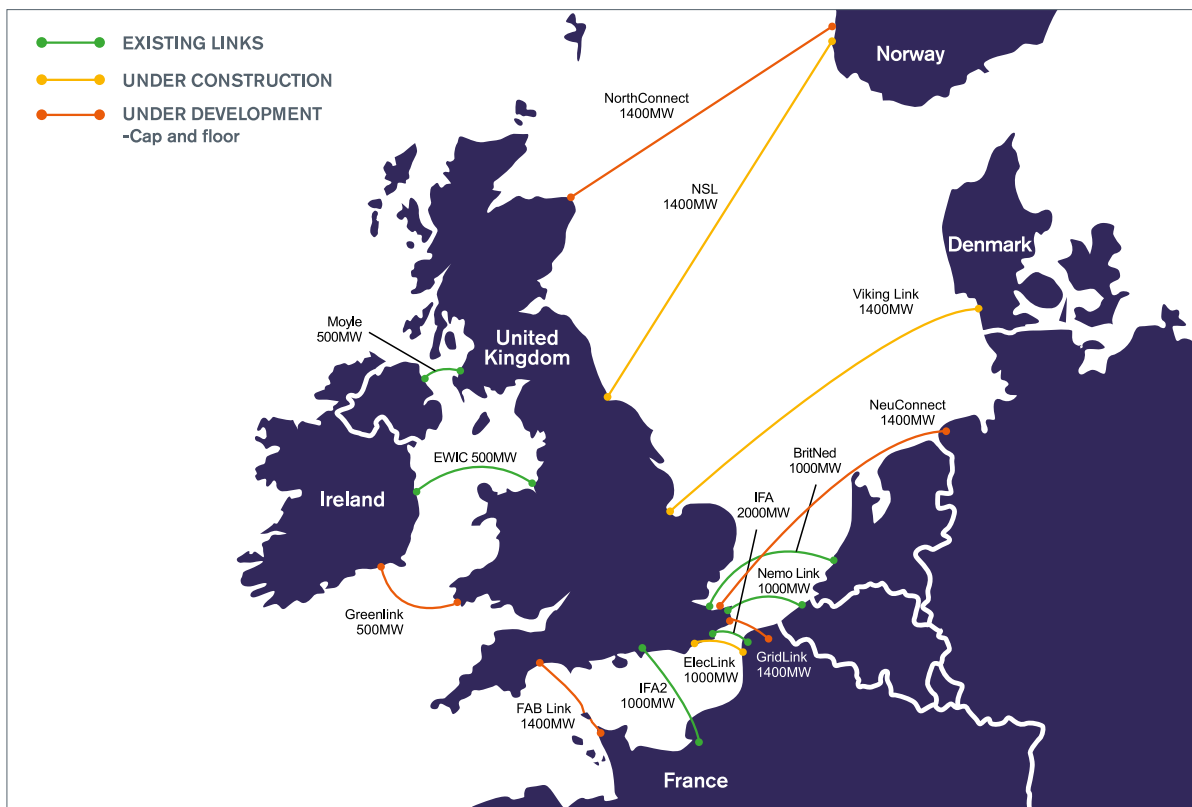 EXISTING LINKS
UNDER CONSTRUCTION
UNDER DEVELOPMENT
-Cap and floor
Norway
NorthConnect
1400MW
NSL
1400MW
Denmark
Viking Link
1400MW
Moyle
500MW
United
Kingdom
NeuConnect
1400MW
BritNed
1000MW
EWIC 500MW
IFA
2000MW
Ireland
Nemo Link
1000MW
Greenlink
500MW
ElecLink
1000MW
GridLink
1400MW
IFA2
1000MW
FAB Link
1400MW
France